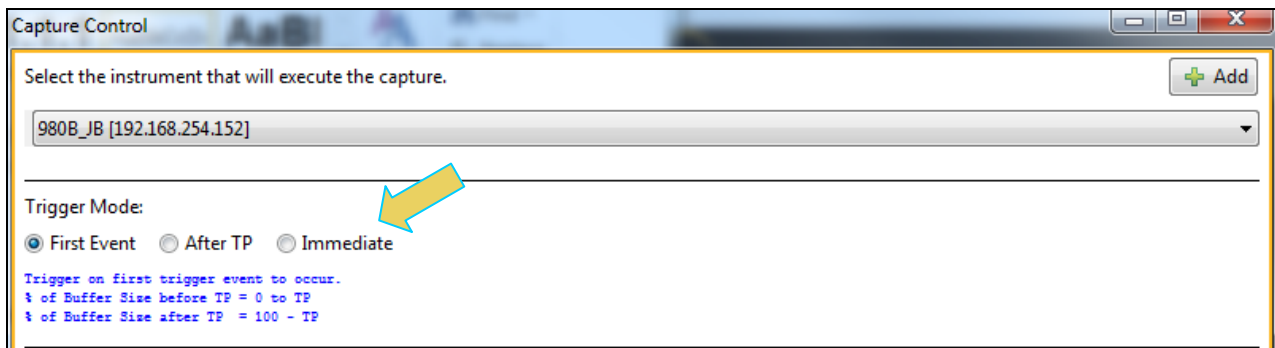 Capture Control
Select the instrument that will execute the capture.
Add
980B_JB [192.168.254.152]
Trigger Mode:
First Event After TP Immediate
Trigger on first trigger event to occur.
% of Buffer Size before TP = 0 to TP
% of Buffer Size after TP  = 100 - TP